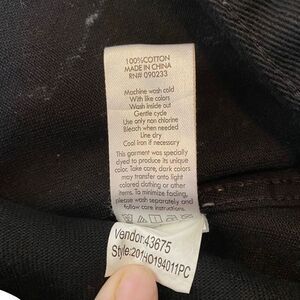 100%COTTON
MADE IN CHINA
RN# 090233
Machine wash cold
With like colors
Wash inside out
Gentle cycle
Use only non chlorine
Bleach when needed
Line dry
Cool iron if necessary
This garment was specially
dyed to produce its unique
color. Take care, dark colors
may transfer onto light
colored clothing or other
items. To minimize fading,
please wash separately and
follow care instructions
Vendor:43675
Style:201HO194011PC